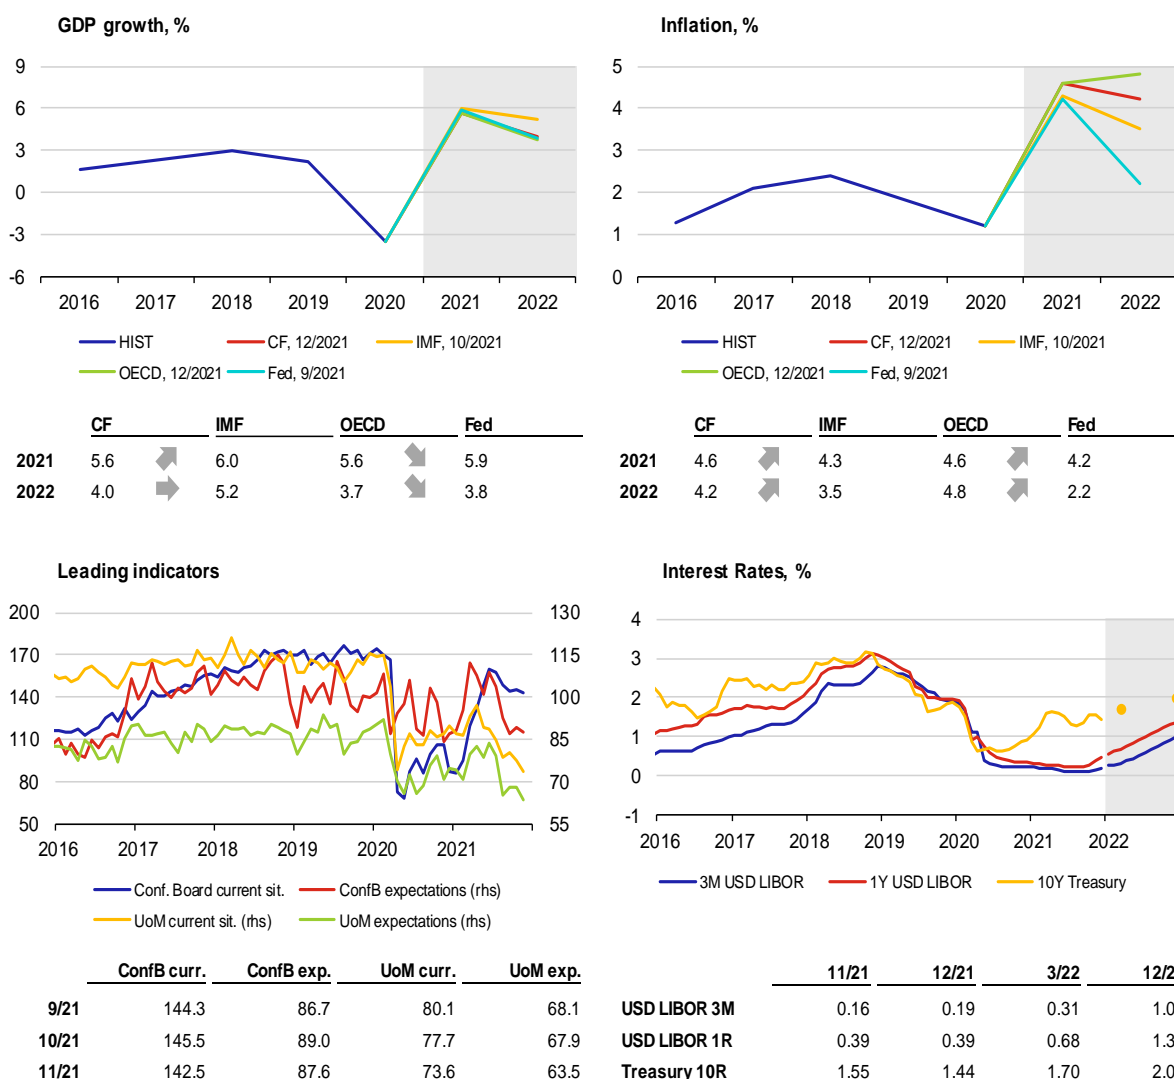 GDP growth, %
9
6
3
0
-3
-6
2016 2017 2018 2019 2020 2021 2022
HIST CF, 12/2021 IMF, 10/2021
OECD, 12/2021 Fed, 9/2021
CF IMF OECD Fed
2021 5.6 6.0 5.6 5.9
2022 4.0 5.2 3.7 3.8
Inflation, %
5
4
3
2
1
0
2016 2017 2018 2019 2020 2021 2022
HIST CF, 12/2021 IMF, 10/2021
OECD, 12/2021 Fed, 9/2021
CF IMF OECD Fed
2021 4.6 4.3 4.6 4.2
2022 4.2 3.5 4.8 2.2
Leading indicators
200 130
170 115
140 100
110 85
80 70
50 55
2016 2017 2018 2019 2020 2021
Conf. Board current sit. ConfB expectations (rhs)
UoM current sit. (rhs) UoM expectations (rhs)
ConfB curr. ConfB exp. UoM curr. UoM exp.
9/21 144.3 86.7 80.1 68.1
10/21 145.5 89.0 77.7 67.9
11/21 142.5 87.6 73.6 63.5
Interest Rates, %
4
3
2
1
0
-1
2016 2017 2018 2019 2020 2021 2022
3M USD LIBOR 1Y USD LIBOR 10Y Treasury
11/21 12/21 3/22 12/2
USD LIBOR 3M 0.16 0.19 0.31 1.0
USD LIBOR 1R 0.39 0.39 0.68 1.3
Treasury 10R 1.55 1.44 1.70 2.0